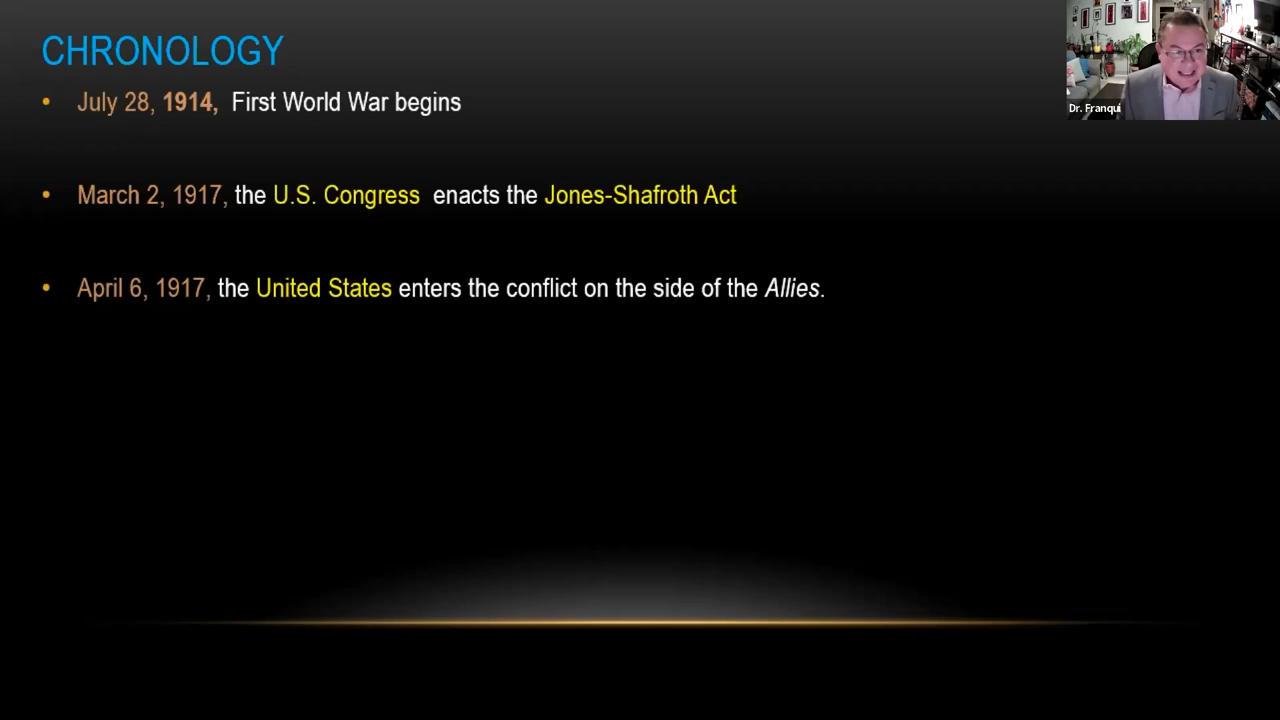 CHRONOLOGY
• July 28, 1914, First World War begins
• March 2, 1917, the U.S. Congress enacts the Jones-Shafroth Act
• April 6, 1917, the United States enters the conflict on the side of the Allies.
Dr. Franqui